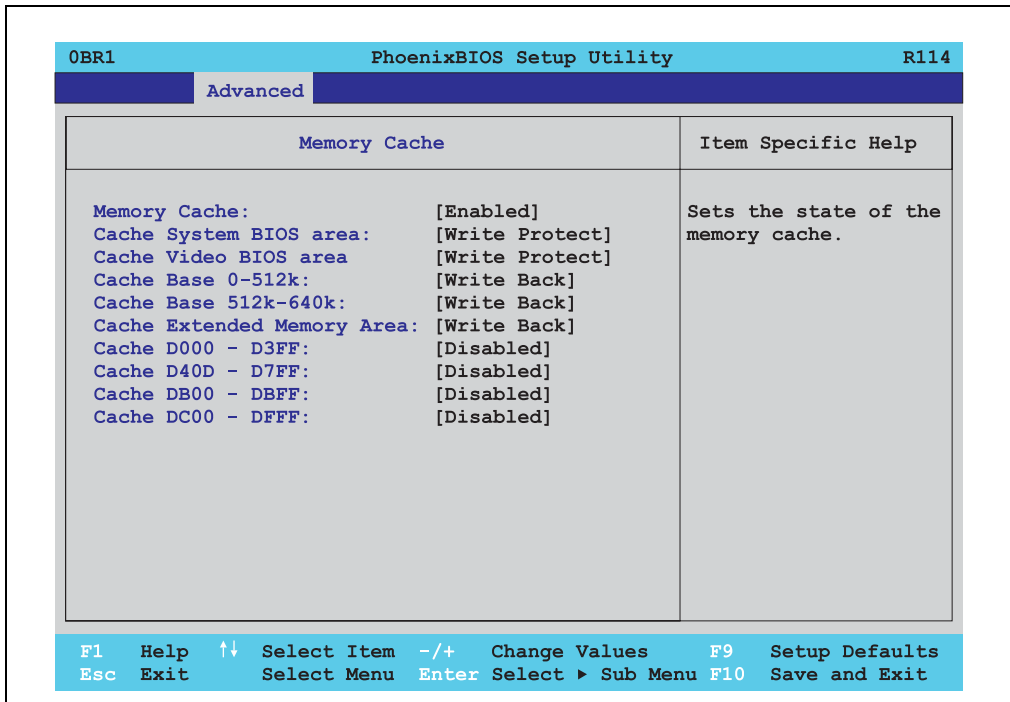 0BR1 PhoenixBIOS Setup Utility R114
Advanced
Memory Cache Item Specific Help
Memory Cache: [Enabled] Sets the state of the
Cache System BIOS area: [Write Protect] memory cache.
Cache Video BIOS area [Write Protect]
Cache Base 0-512k: [Write Back]
Cache Base 512k-640k: [Write Back]
Cache Extended Memory Area: [Write Back]
Cache D000 - D3FF: [Disabled]
Cache D40D - D7FF: [Disabled]
Cache DB00 - DBFF: [Disabled]
Cache DC00 - DFFF: [Disabled]
F1 Help ↑↓ Select Item -/+ Change Values F9 Setup Defaults
Esc Exit Select Menu Enter Select ▶ Sub Menu F10 Save and Exit